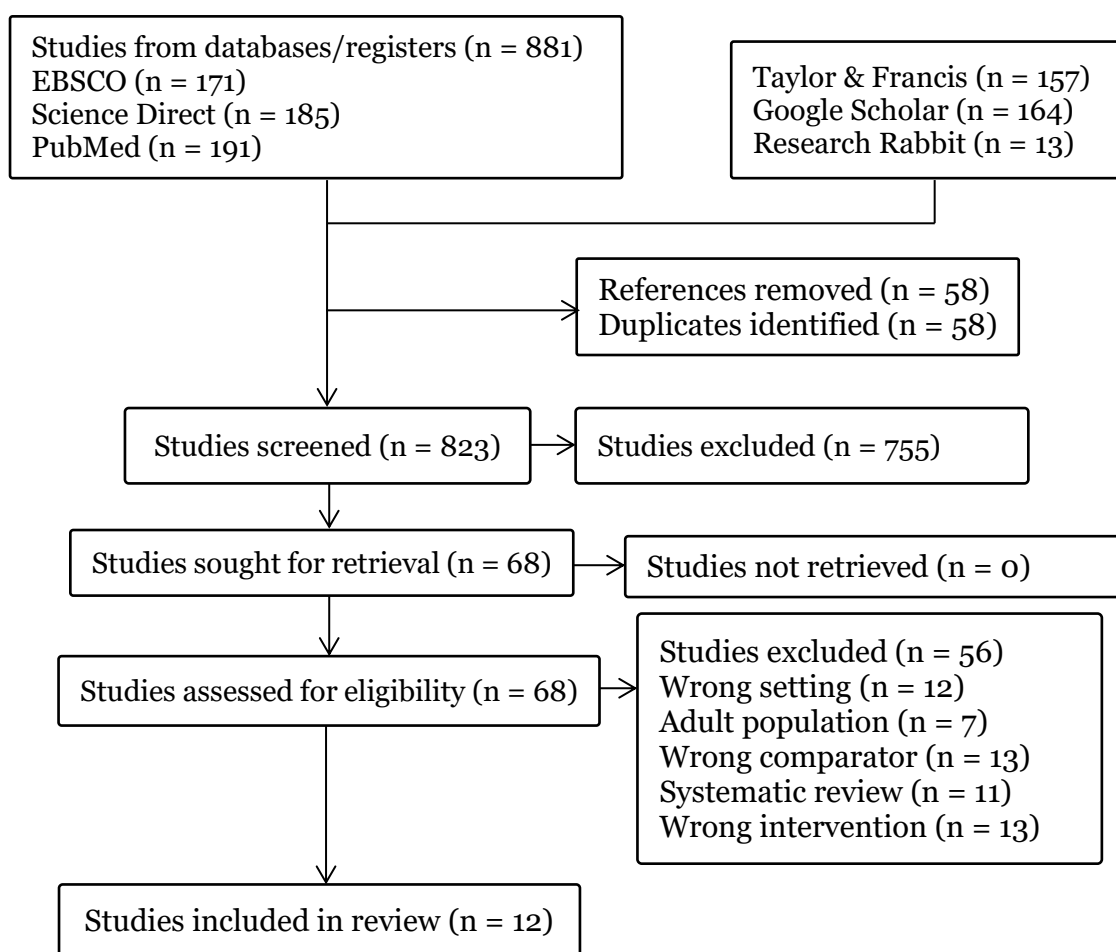 Studies from databases/registers (n = 881)
EBSCO (n = 171)
Science Direct (n = 185)
PubMed (n = 191)
Taylor & Francis (n = 157)
Google Scholar (n = 164)
Research Rabbit (n = 13)
References removed (n = 58)
Duplicates identified (n = 58)
Studies screened (n = 823)
Studies excluded (n = 755)
Studies sought for retrieval (n = 68)
Studies not retrieved (n = 0)
Studies assessed for eligibility (n = 68)
Studies excluded (n = 56)
Wrong setting (n = 12)
Adult population (n = 7)
Wrong comparator (n = 13)
Systematic review (n = 11)
Wrong intervention (n = 13)
Studies included in review (n = 12)